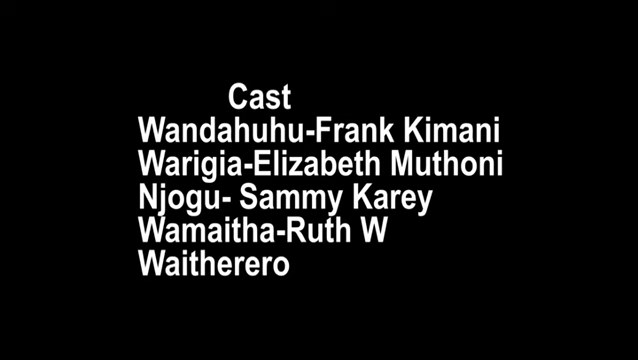 Cast
Wandahuhu-Frank Kimani
Warigia-Elizabeth Muthoni
Njogu- Sammy Karey
Wamaitha-Ruth W
Waitherero